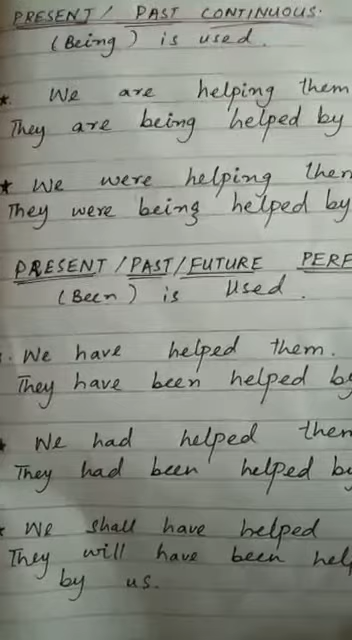 PRESENT/ PAST CONTINUOUS.
(Being) is used.
* We are helping them
They are being helped by
* We were helping them
They were being helped by
PRESENT/PAST/FUTURE PERF
(Been) is Used.
. We have helped them.
They have been helped by
* We had helped them
They had been helped by
* We shall have helped
They will have been hel
by us.